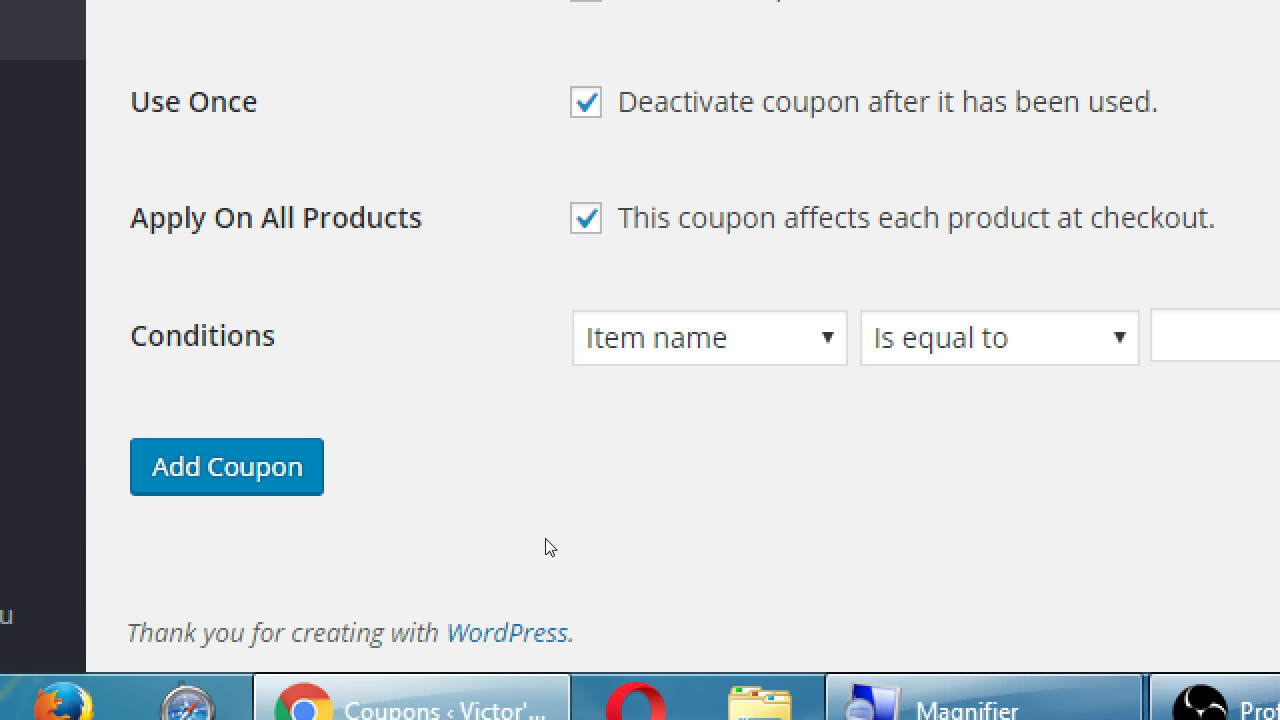 Use Once
Deactivate coupon after it has been used.
Apply On All Products
This coupon affects each product at checkout.
Conditions
Item name
Is equal to
Add Coupon
u
Thank you for creating with WordPress.
Coupons ‹ Victor'...
Magnifier